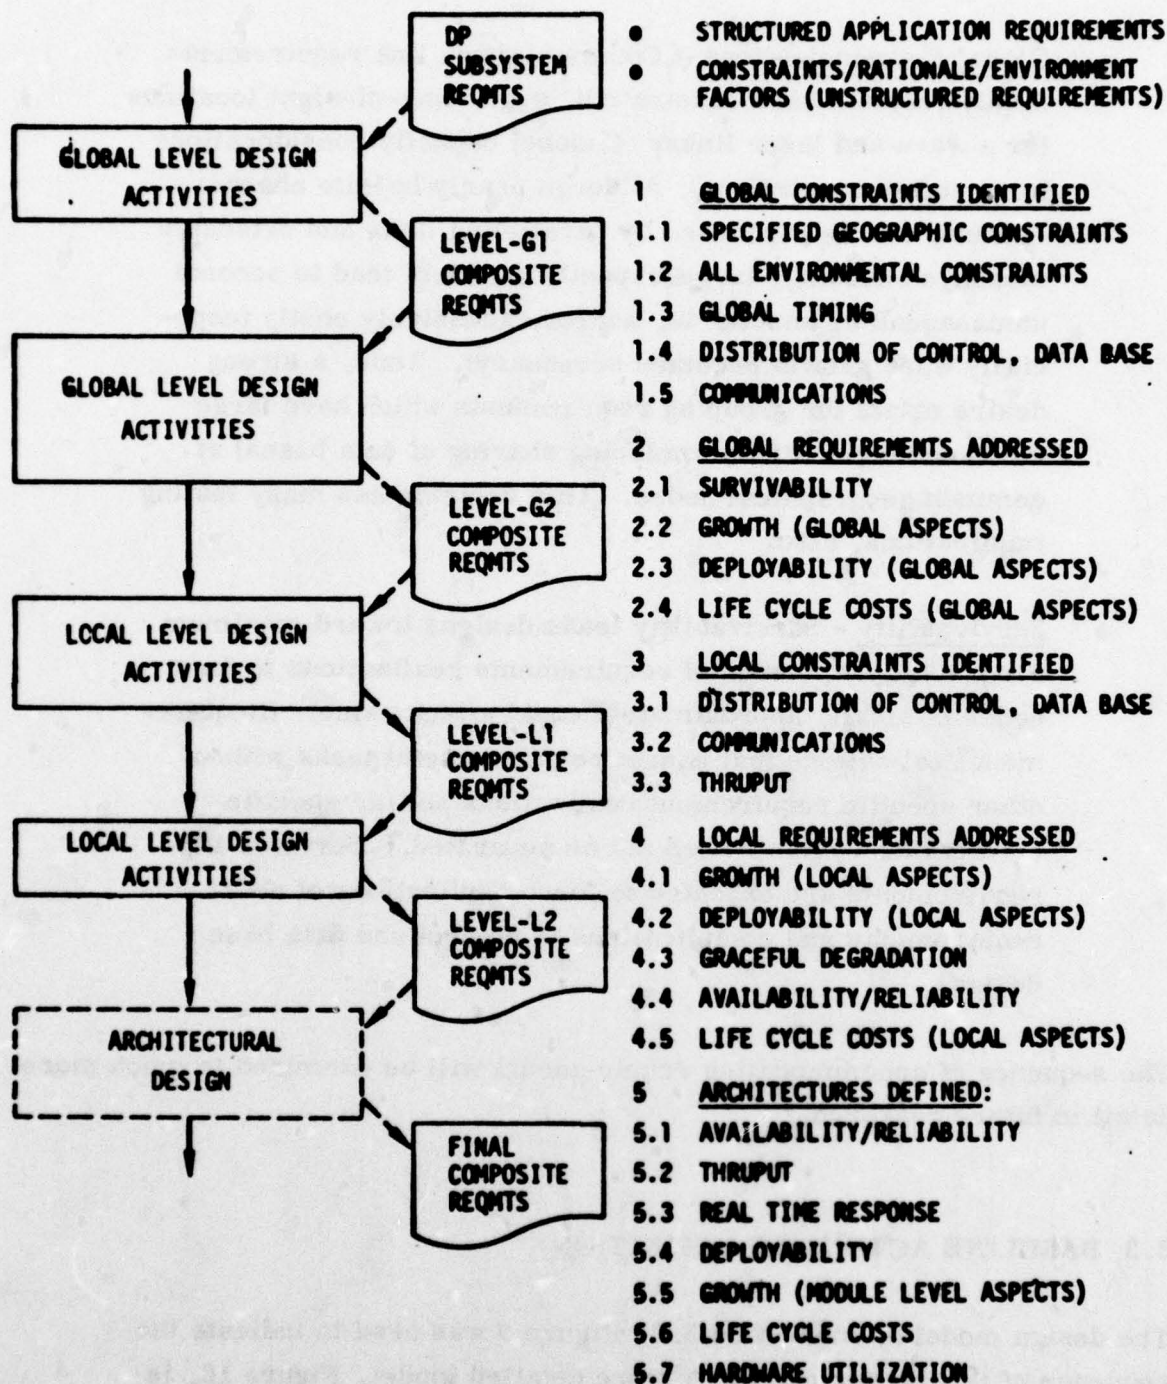 DP
SUBSYSTEM
REQMTS
• STRUCTURED APPLICATION REQUIREMENTS
• CONSTRAINTS/RATIONALE/ENVIRONMENT
FACTORS (UNSTRUCTURED REQUIREMENTS)
GLOBAL LEVEL DESIGN
ACTIVITIES
LEVEL-G1
COMPOSITE
REQMTS
1 GLOBAL CONSTRAINTS IDENTIFIED
1.1 SPECIFIED GEOGRAPHIC CONSTRAINTS
1.2 ALL ENVIRONMENTAL CONSTRAINTS
1.3 GLOBAL TIMING
1.4 DISTRIBUTION OF CONTROL, DATA BASE
1.5 COMMUNICATIONS
GLOBAL LEVEL DESIGN
ACTIVITIES
LEVEL-G2
COMPOSITE
REQMTS
2 GLOBAL REQUIREMENTS ADDRESSED
2.1 SURVIVABILITY
2.2 GROWTH (GLOBAL ASPECTS)
2.3 DEPLOYABILITY (GLOBAL ASPECTS)
2.4 LIFE CYCLE COSTS (GLOBAL ASPECTS)
LOCAL LEVEL DESIGN
ACTIVITIES
LEVEL-L1
COMPOSITE
REQMTS
3 LOCAL CONSTRAINTS IDENTIFIED
3.1 DISTRIBUTION OF CONTROL, DATA BASE
3.2 COMMUNICATIONS
3.3 THRUPUT
LOCAL LEVEL DESIGN
ACTIVITIES
LEVEL-L2
COMPOSITE
REQMTS
4 LOCAL REQUIREMENTS ADDRESSED
4.1 GROWTH (LOCAL ASPECTS)
4.2 DEPLOYABILITY (LOCAL ASPECTS)
4.3 GRACEFUL DEGRADATION
4.4 AVAILABILITY/RELIABILITY
4.5 LIFE CYCLE COSTS (LOCAL ASPECTS)
ARCHITECTURAL
DESIGN
FINAL
COMPOSITE
REQMTS
5 ARCHITECTURES DEFINED:
5.1 AVAILABILITY/RELIABILITY
5.2 THRUPUT
5.3 REAL TIME RESPONSE
5.4 DEPLOYABILITY
5.5 GROWTH (MODULE LEVEL ASPECTS)
5.6 LIFE CYCLE COSTS
5.7 HARDWARE UTILIZATION